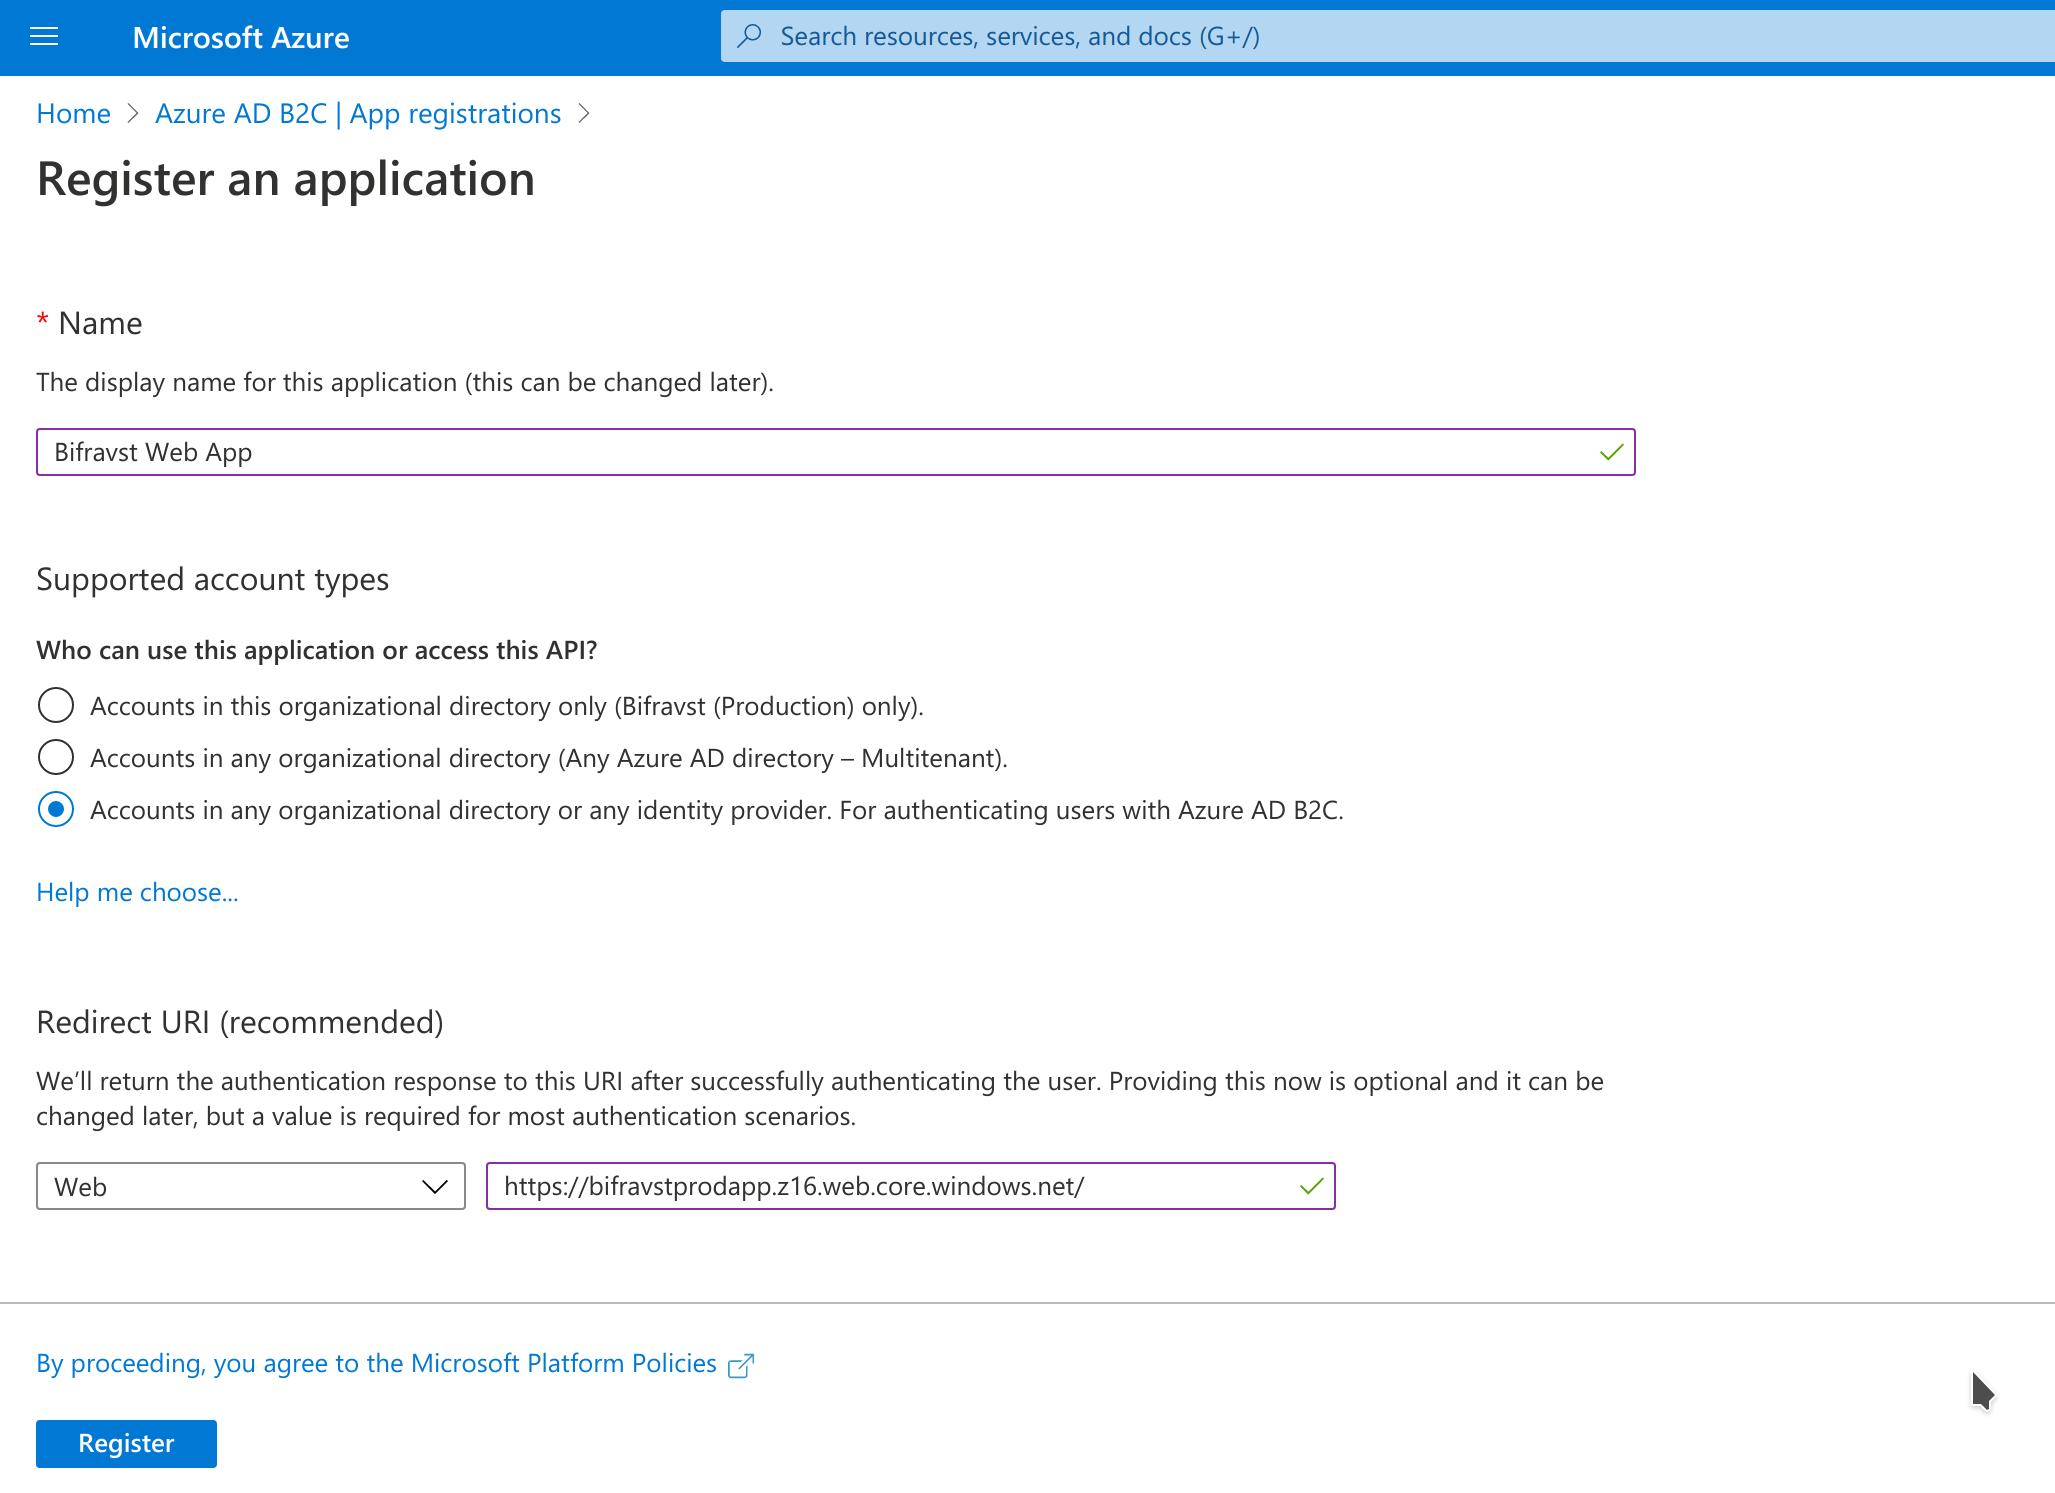 Microsoft Azure
Search resources, services, and docs (G+/)
Home > Azure AD B2C | App registrations >
Register an application
* Name
The display name for this application (this can be changed later).
Bifravst Web App
Supported account types
Who can use this application or access this API?
Accounts in this organizational directory only (Bifravst (Production) only).
Accounts in any organizational directory (Any Azure AD directory – Multitenant).
Accounts in any organizational directory or any identity provider. For authenticating users with Azure AD B2C.
Help me choose...
Redirect URI (recommended)
We’ll return the authentication response to this URI after successfully authenticating the user. Providing this now is optional and it can be
changed later, but a value is required for most authentication scenarios.
Web
https://bifravstprodapp.z16.web.core.windows.net/
By proceeding, you agree to the Microsoft Platform Policies
Register